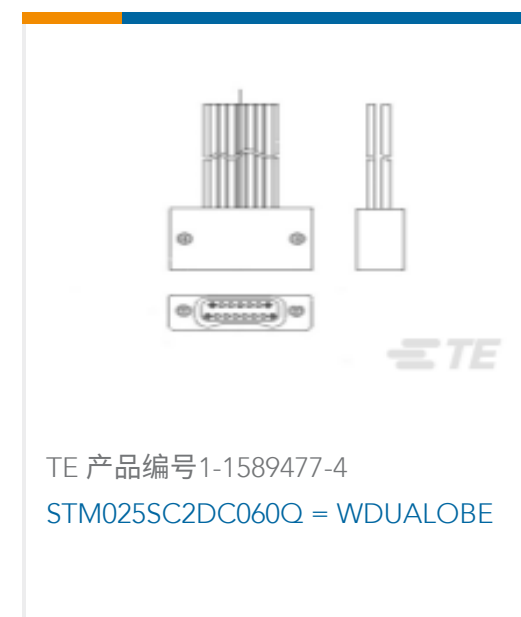 TE
TE 产品编号1-1589477-4
STM025SC2DC060Q = WDUALOBE